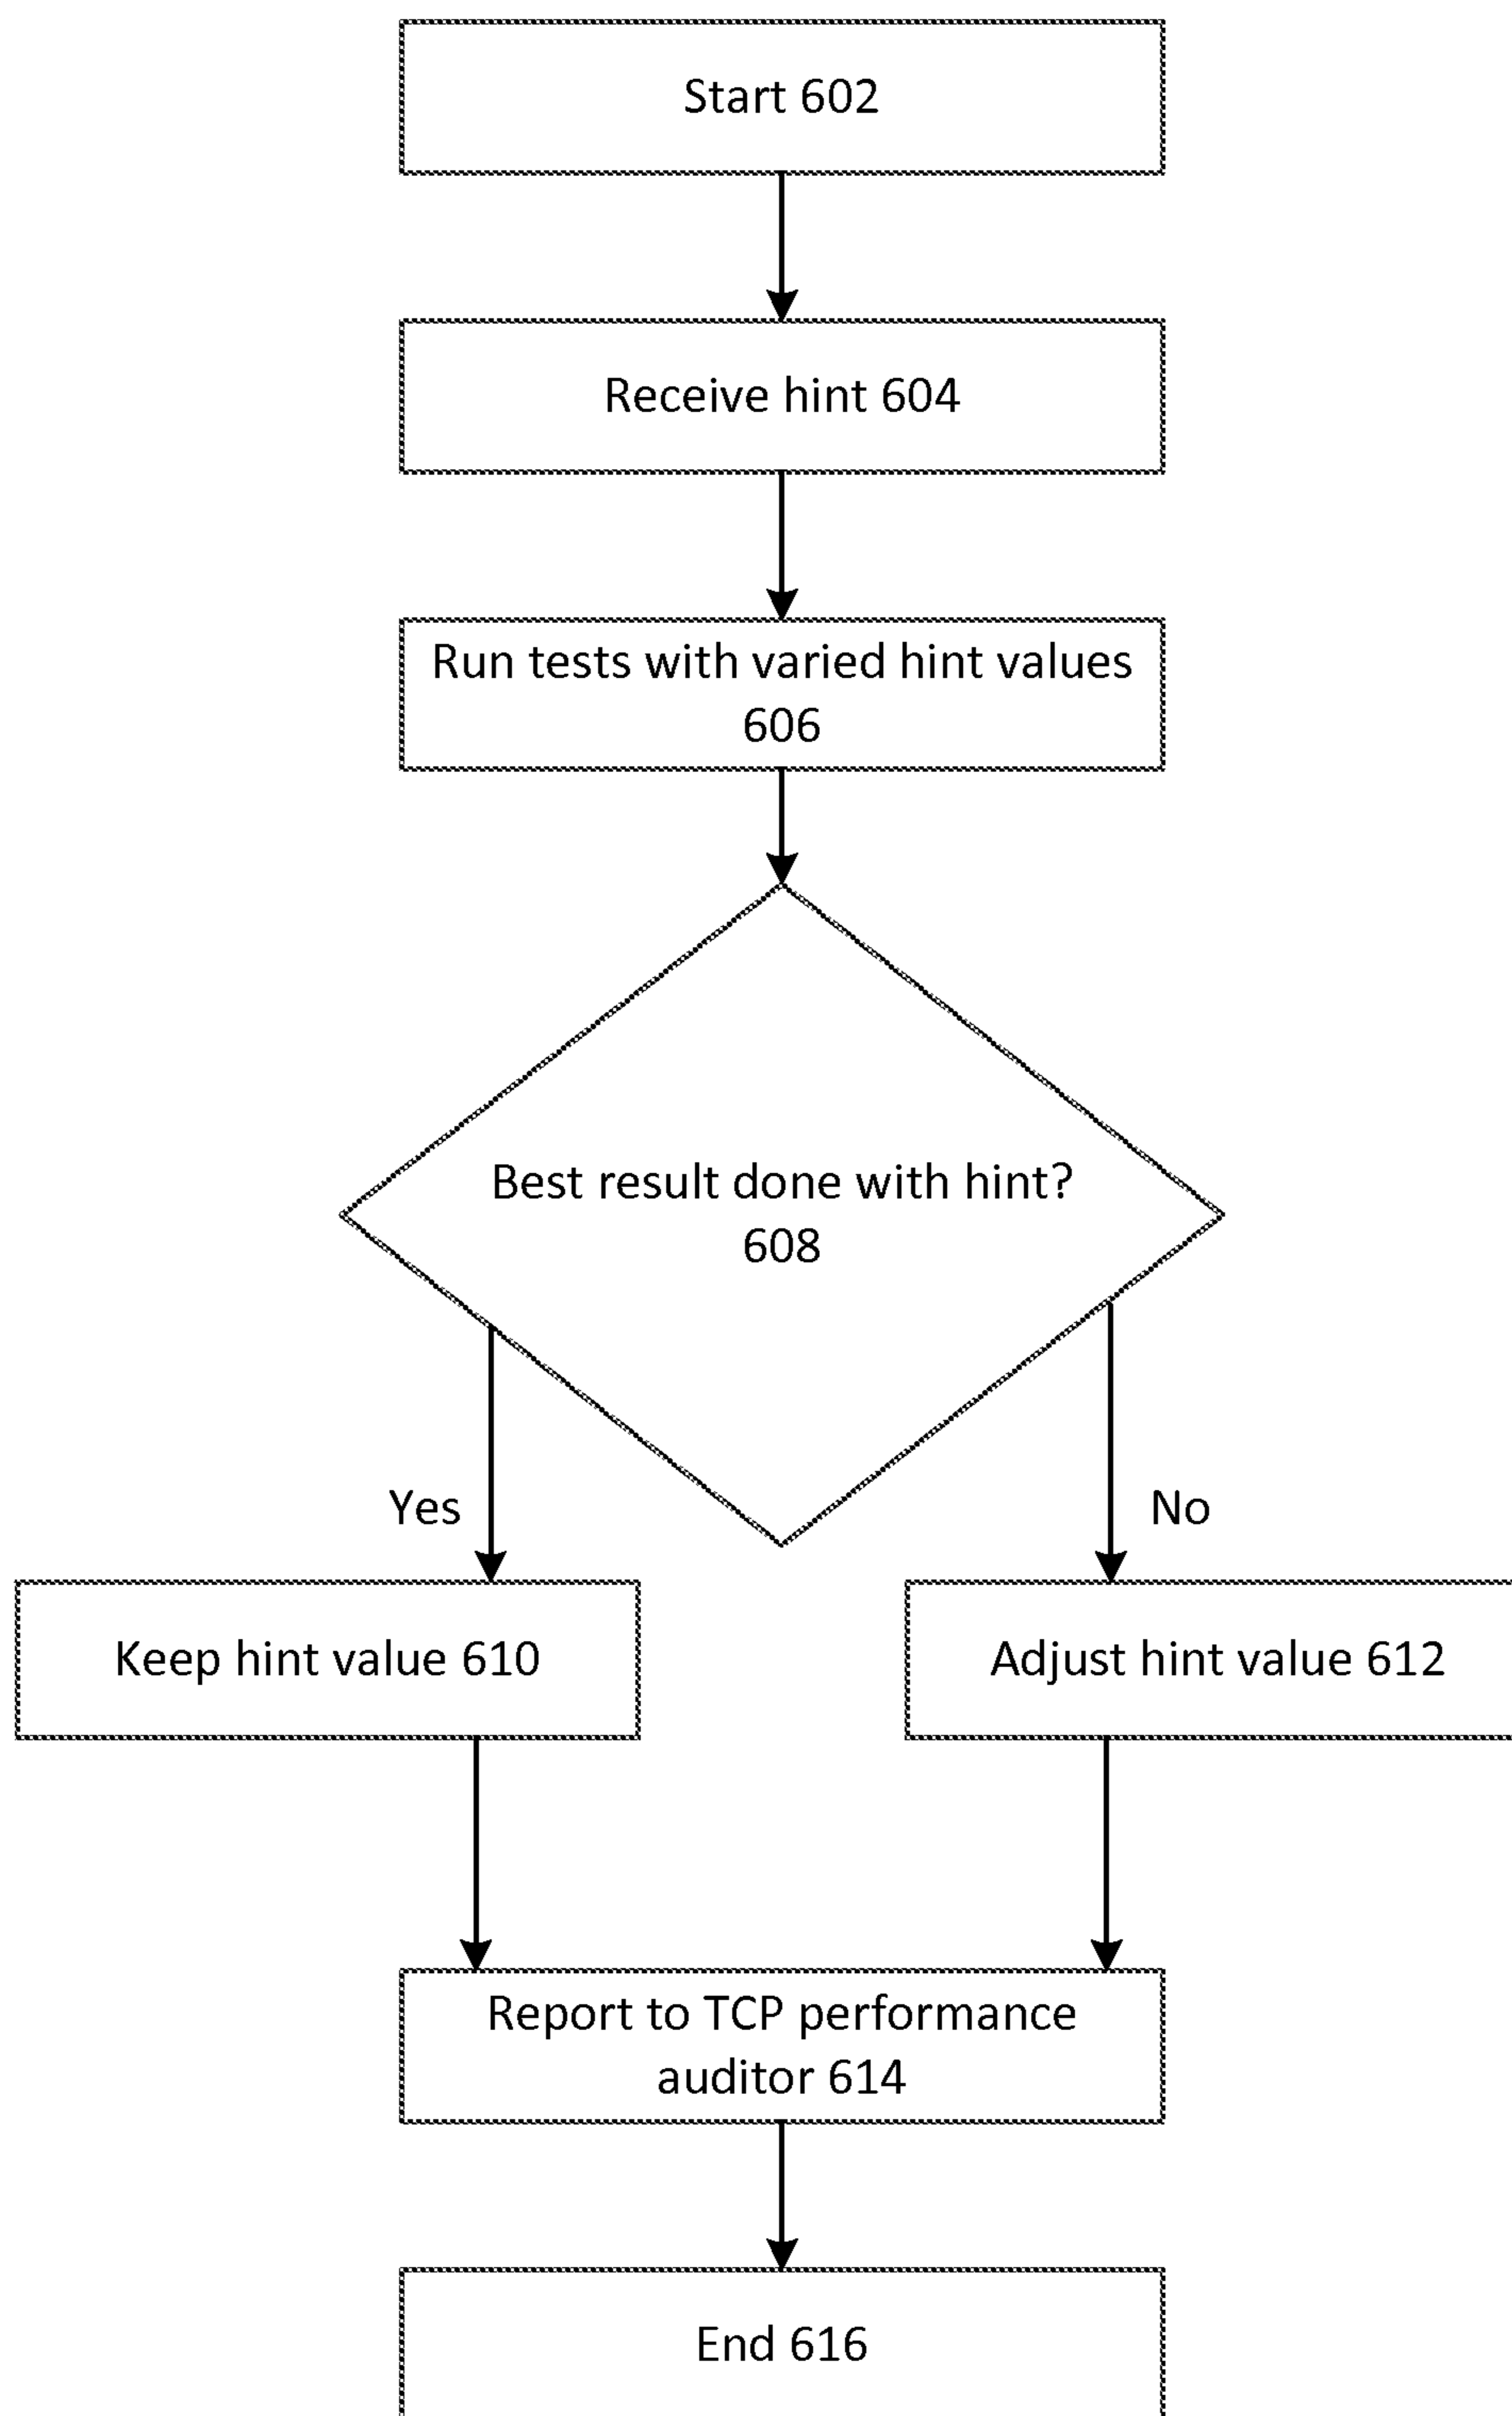 Start 602
Receive hint 604
Run tests with varied hint values
606
Best result done with hint?
608
Yes
No
Keep hint value 610
Adjust hint value 612
Report to TCP performance
auditor 614
End 616